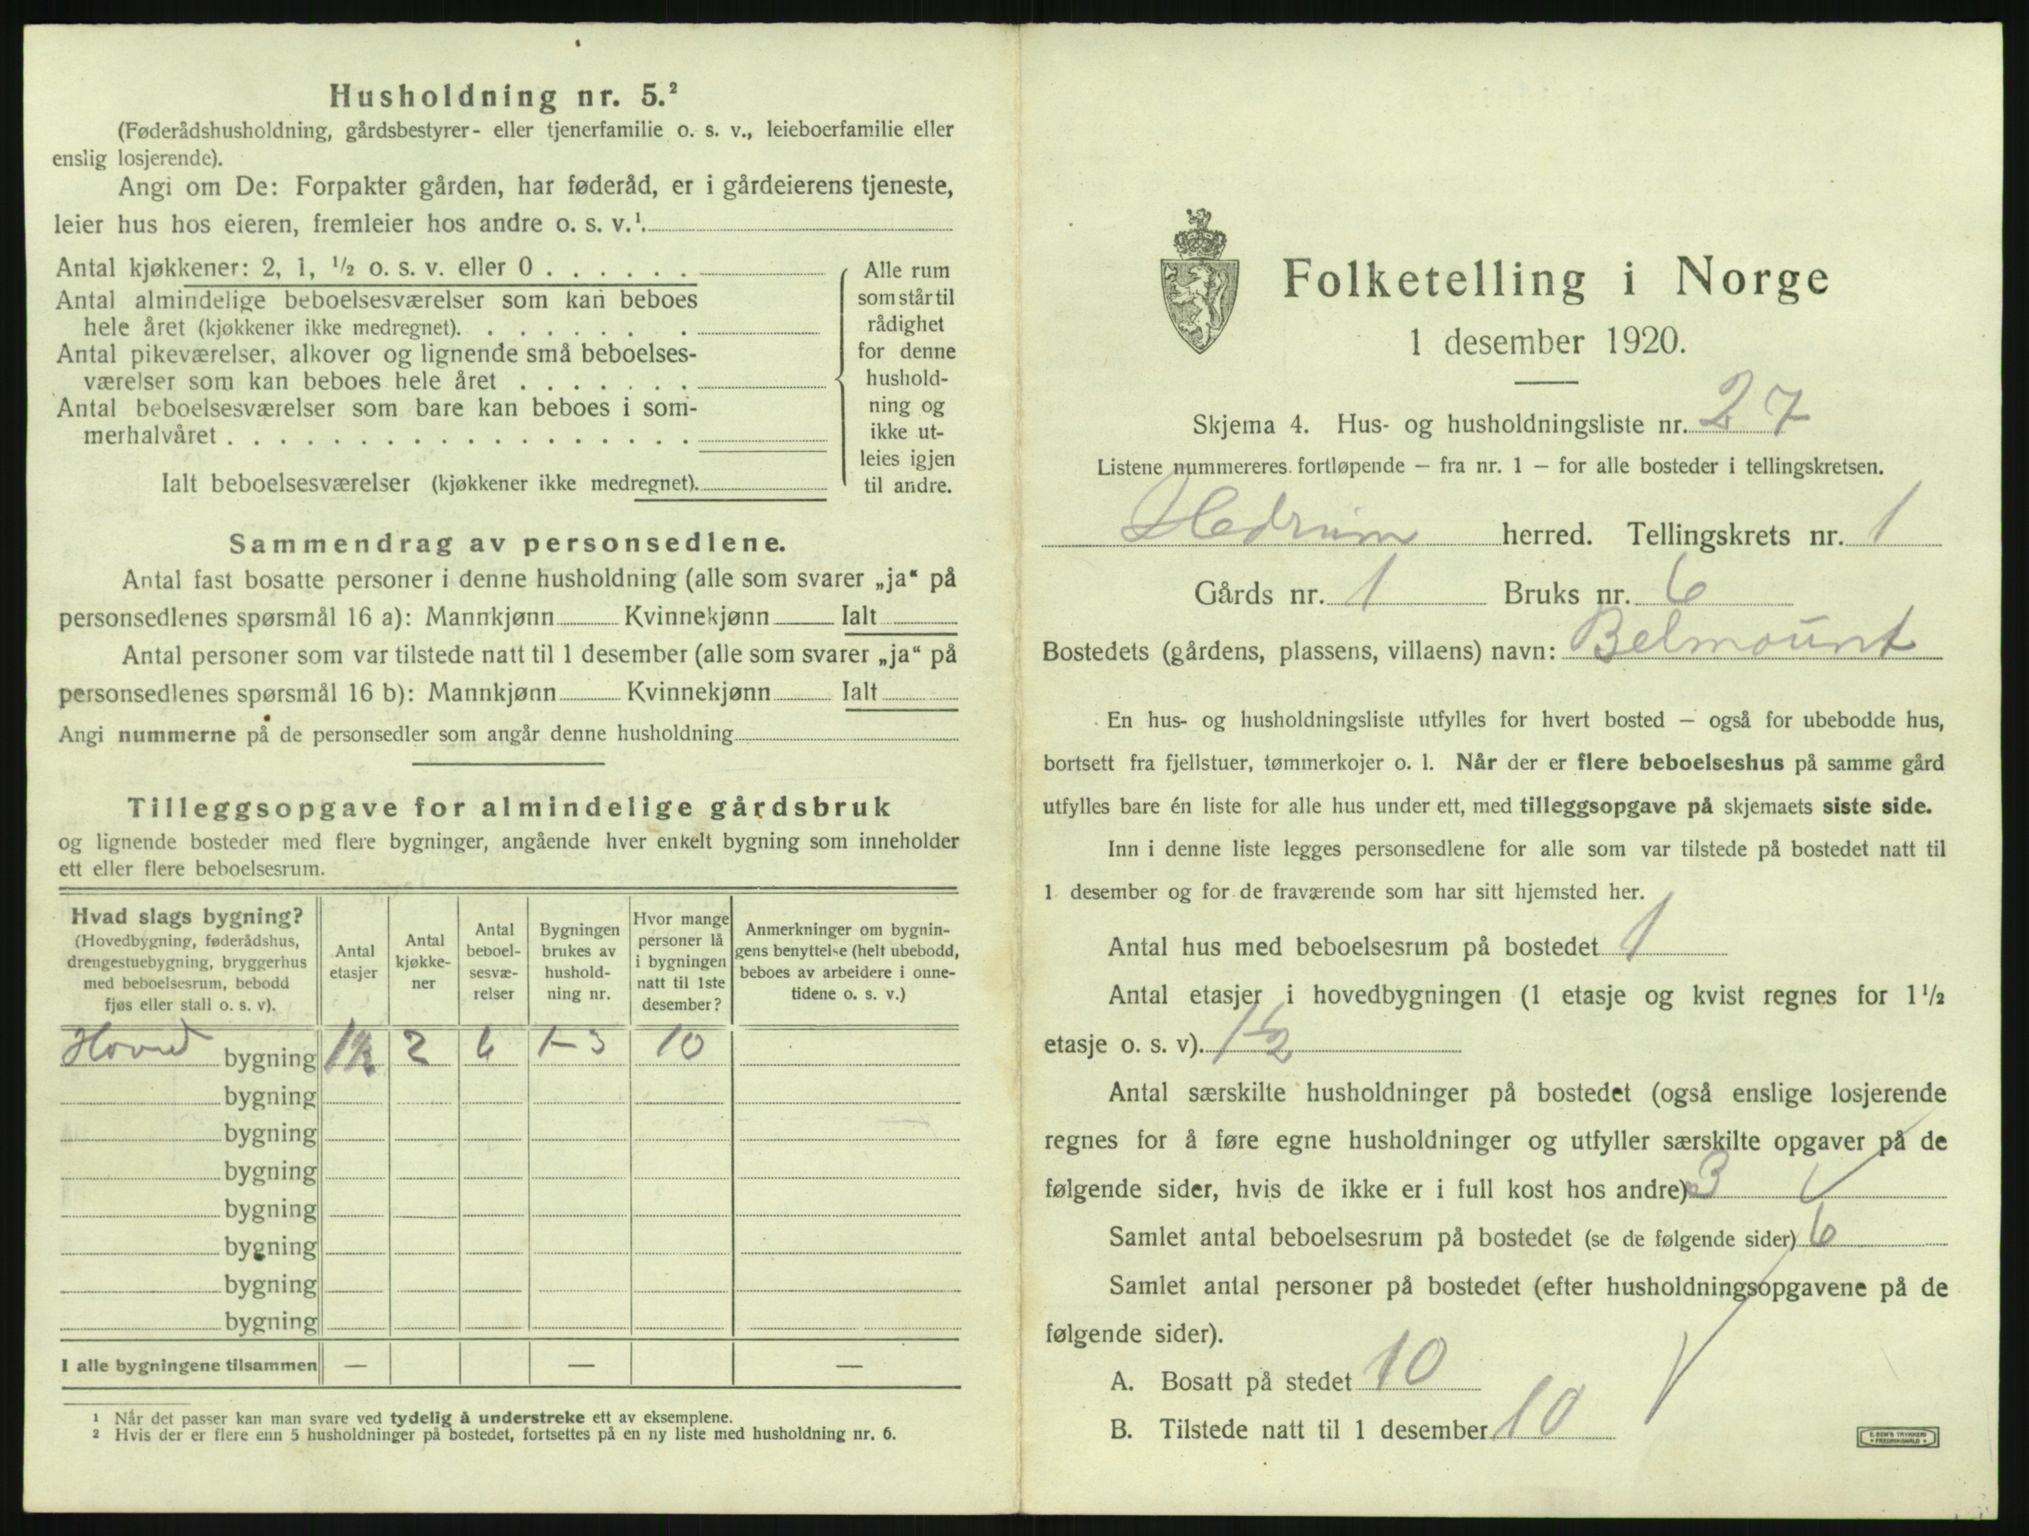 Husholdning nr. 5.²
(Føderådshusholdning, gårdsbestyrer- eller tjenerfamilie o. s. v., leieboerfamilie eller
enslig losjerende).
Angi om De: Forpakter gården, har føderåd, er i gårdeierens tjeneste,
leier hus hos eieren, fremleier hos andre o. s. v.¹.
Antal kjøkkener: 2, 1, ¹/₂ o. s. v. eller 0 . . . . . .
Antal almindelige beboelsesværelser som kan beboes
hele året (kjøkkener ikke medregnet). . . . . . . .
Antal pikeværelser, alkover og lignende små beboelses-
værelser som kan beboes hele året . . . . . . .
Antal beboelsesværelser som bare kan beboes i som-
merhalvåret . . . . . . . . . . . . . . . . . .
Ialt beboelsesværelser (kjøkkener ikke medregnet).
Alle rum
som står til
rådighet
for denne
hushold-
ning og
ikke ut-
leies igjen
til andre.
Sammendrag av personsedlene.
Antal fast bosatte personer i denne husholdning (alle som svarer „ja“ på
personsedlenes spørsmål 16 a): Mannkjønn Kvinnekjønn Ialt
Antal personer som var tilstede natt til 1 desember (alle som svarer „ja“ på
personsedlenes spørsmål 16 b): Mannkjønn Kvinnekjønn Ialt
Angi nummerne på de personsedler som angår denne husholdning
Tilleggsopgave for almindelige gårdsbruk
og lignende bosteder med flere bygninger, angående hver enkelt bygning som inneholder
ett eller flere beboelsesrum.
Hvad slags bygning?
(Hovedbygning, føderådshus,
drengestuebygning, bryggerhus
med beboelsesrum, bebodd
fjøs eller stall o. s. v).
Antal
etasjer
Antal
kjøkke-
ner
Antal
beboel-
sesvæ-
relser
Bygningen
brukes av
hushold-
ning nr.
Hvor mange
personer lå
i bygningen
natt til 1ste
desember?
Anmerkninger om bygnin-
gens benyttelse (helt ubebodd,
beboes av arbeidere i onne-
tidene o. s. v.)
Hoved bygning 1½ 2 6 1-3 10
bygning
bygning
bygning
bygning
bygning
bygning
bygning
I alle bygningene tilsammen — — —
¹ Når det passer kan man svare ved tydelig å understreke ett av eksemplene.
² Hvis der er flere enn 5 husholdninger på bostedet, fortsettes på en ny liste med husholdning nr. 6.
Folketelling i Norge
1 desember 1920.
Skjema 4. Hus- og husholdningsliste nr. 27
Listene nummereres fortløpende — fra nr. 1 — for alle bosteder i tellingskretsen.
Hedrum herred. Tellingskrets nr. 1
Gårds nr. 1 Bruks nr. 6
Bostedets (gårdens, plassens, villaens) navn: Belmount
En hus- og husholdningsliste utfylles for hvert bosted — også for ubebodde hus,
bortsett fra fjellstuer, tømmerkojer o. l. Når der er flere beboelseshus på samme gård
utfylles bare én liste for alle hus under ett, med tilleggsopgave på skjemaets siste side.
Inn i denne liste legges personsedlene for alle som var tilstede på bostedet natt til
1 desember og for de fraværende som har sitt hjemsted her.
Antal hus med beboelsesrum på bostedet 1
Antal etasjer i hovedbygningen (1 etasje og kvist regnes for 1¹/₂
etasje o. s. v). 1½
Antal særskilte husholdninger på bostedet (også enslige losjerende
regnes for å føre egne husholdninger og utfyller særskilte opgaver på de
følgende sider, hvis de ikke er i full kost hos andre) 3
Samlet antal beboelsesrum på bostedet (se de følgende sider) 6
Samlet antal personer på bostedet (efter husholdningsopgavene på de
følgende sider).
A. Bosatt på stedet 10
B. Tilstede natt til 1 desember 10